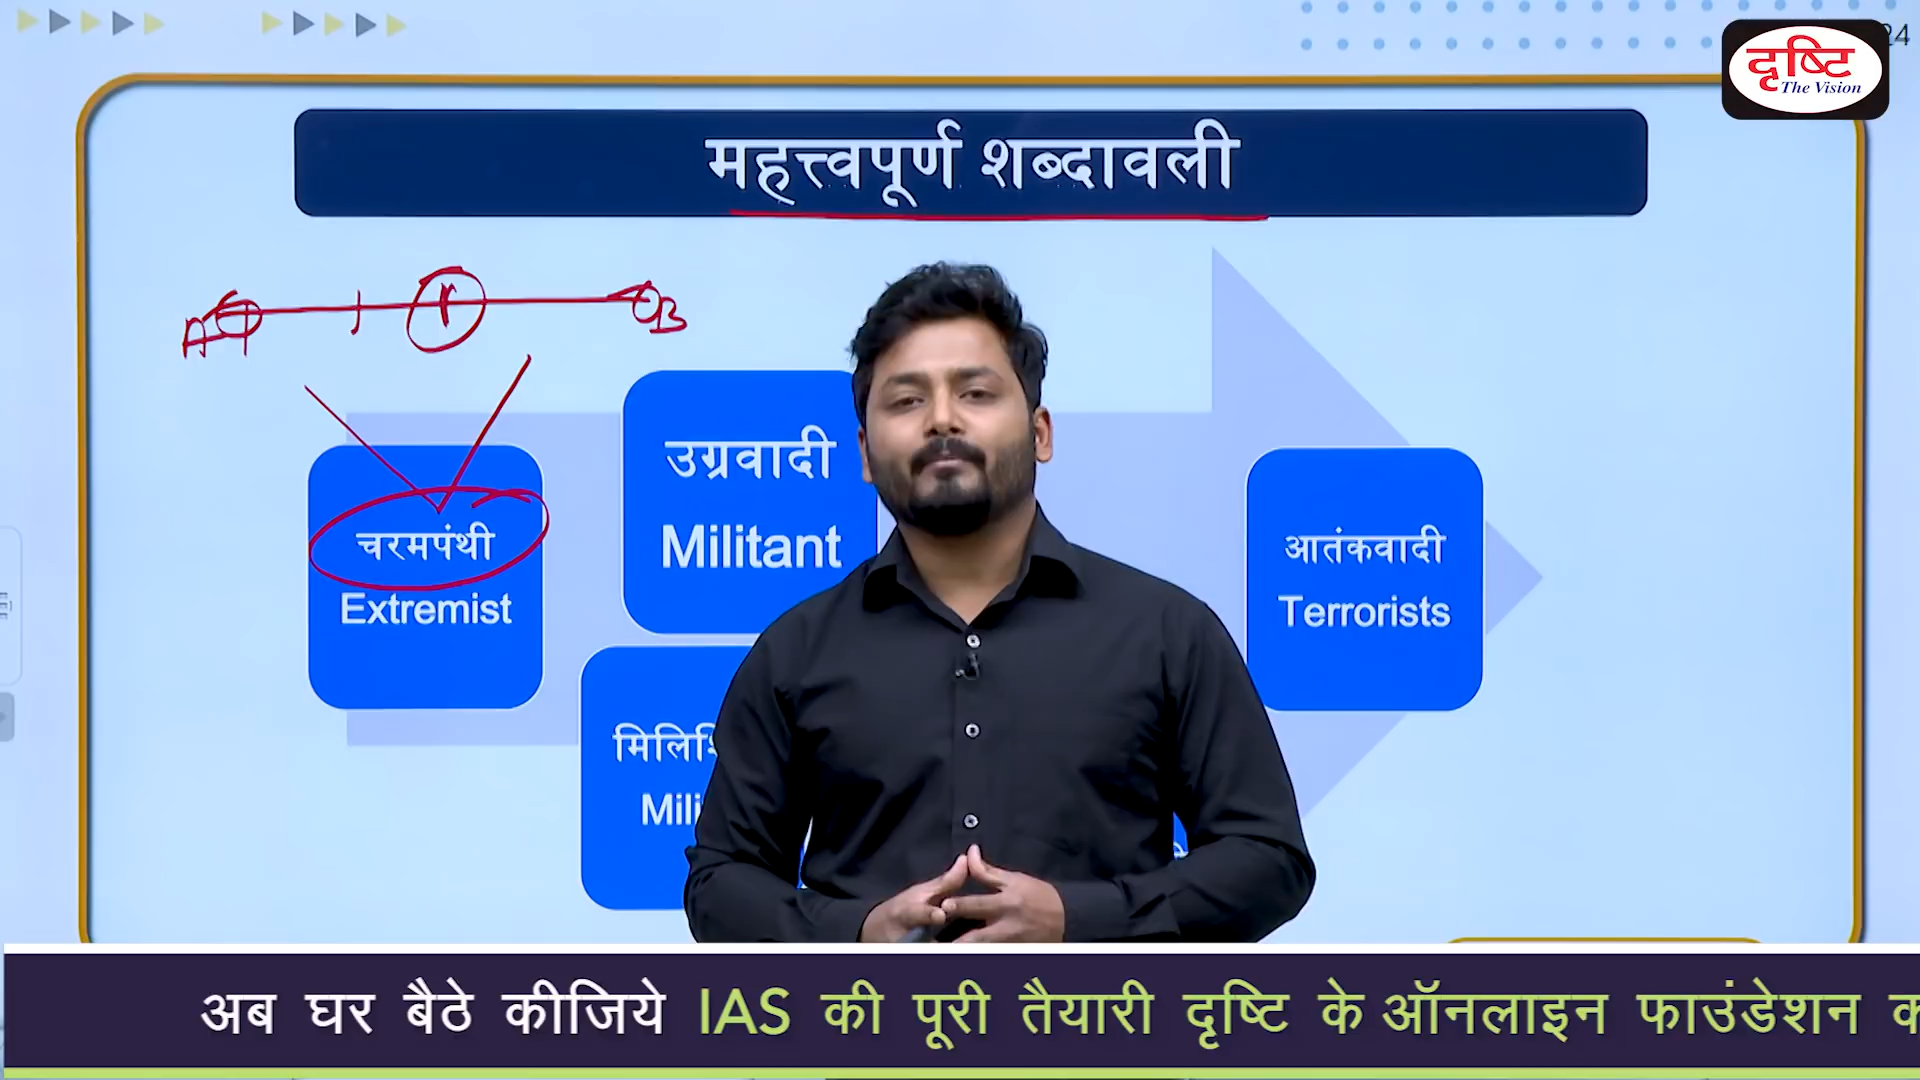 24
दृष्टि
The Vision
महत्त्वपूर्ण शब्दावली
A
B
उग्रवादी
Militant
चरमपंथी
Extremist
आतंकवादी
Terrorists
अब घर बैठे कीजिये IAS की पूरी तैयारी दृष्टि के ऑनलाइन फाउंडेशन